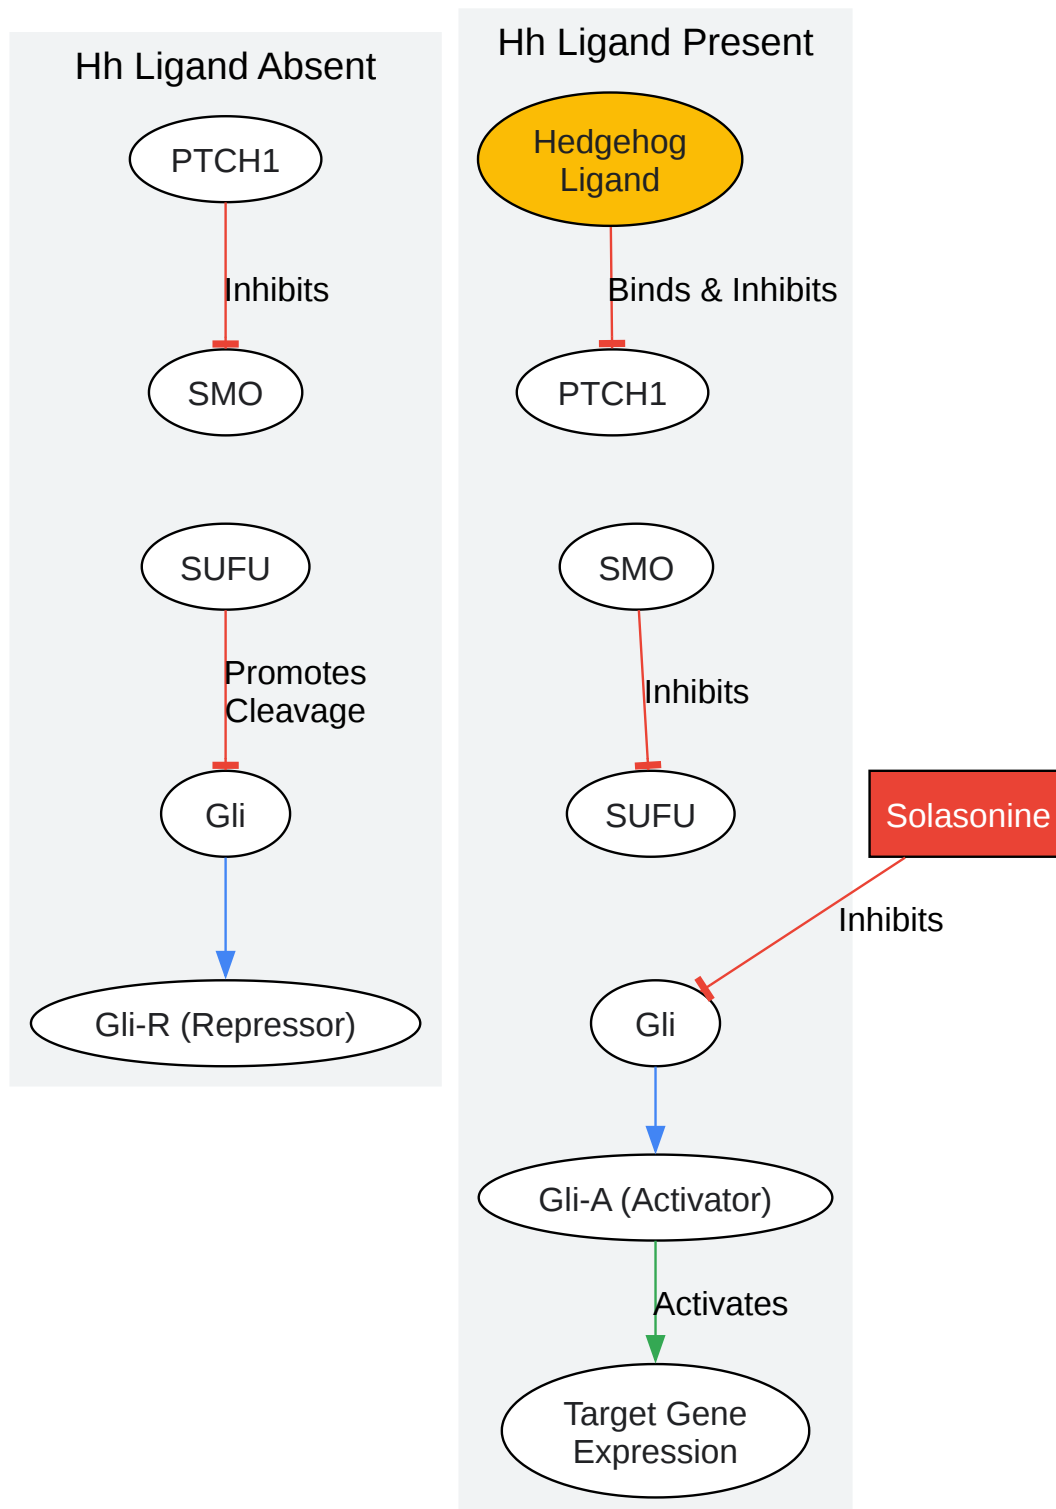 Hh Ligand Absent
PTCH1
Inhibits
SMO
SUFU
Promotes
Cleavage
Gli
Gli-R (Repressor)
Hh Ligand Present
Hedgehog
Ligand
Binds & Inhibits
PTCH1
SMO
Inhibits
SUFU
Solasonine
Inhibits
Gli
Gli-A (Activator)
Activates
Target Gene
Expression